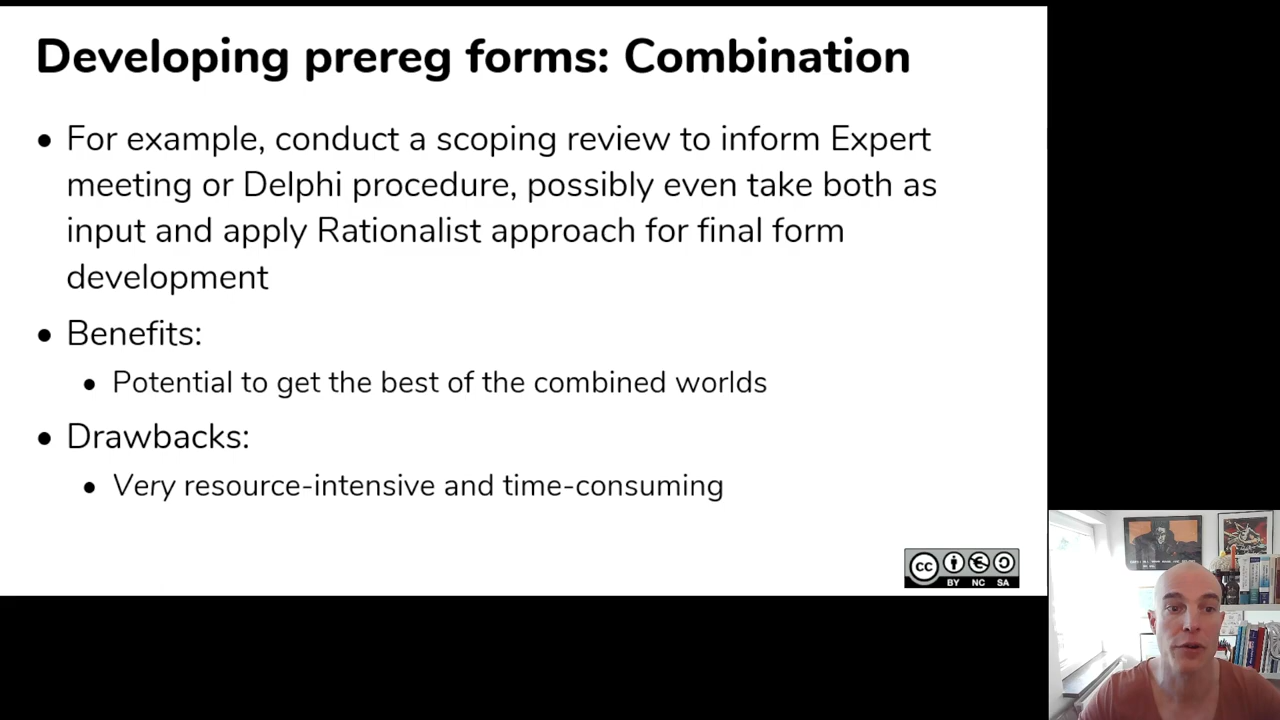 Developing prereg forms: Combination
• For example, conduct a scoping review to inform Expert
meeting or Delphi procedure, possibly even take both as
input and apply Rationalist approach for final form
development
• Benefits:
• Potential to get the best of the combined worlds
• Drawbacks:
• Very resource-intensive and time-consuming
cc
BY NC SA